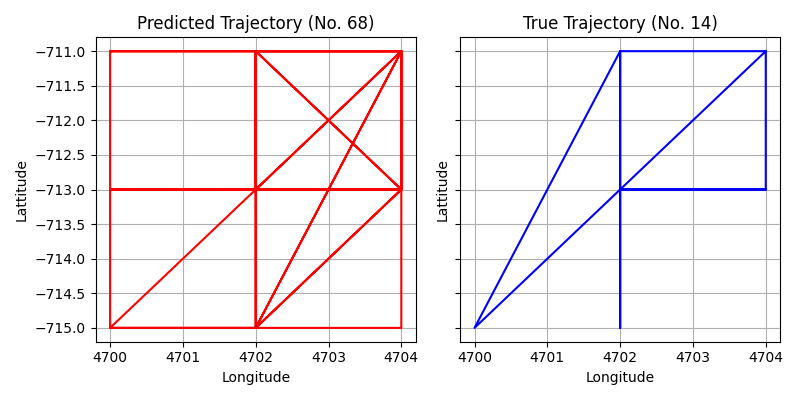 Predicted Trajectory (No. 68)
Lattitude
−711.0
−711.5
−712.0
−712.5
−713.0
−713.5
−714.0
−714.5
−715.0
4700 4701 4702 4703 4704
Longitude
True Trajectory (No. 14)
Lattitude
4700 4701 4702 4703 4704
Longitude